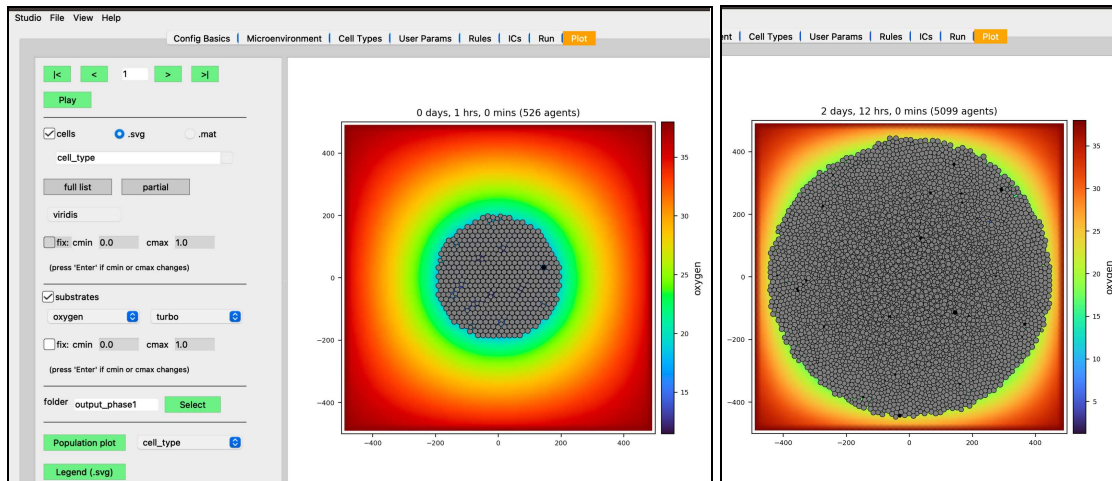 Studio File View Help
Config Basics Microenvironment Cell Types User Params Rules ICs Run Plot
|< < 1 > >|
Play
cells .svg .mat
cell_type
full list partial
viridis
fix: cmin 0.0 cmax 1.0
(press 'Enter' if cmin or cmax changes)
substrates
oxygen turbo
fix: cmin 0.0 cmax 1.0
(press 'Enter' if cmin or cmax changes)
folder output_phase1 Select
Population plot cell_type
Legend (.svg)
0 days, 1 hrs, 0 mins (526 agents)
400
200
0
−200
−400
−400 −200 0 200 400
35
30
25
20
15
oxygen
nt Cell Types User Params Rules ICs Run Plot
2 days, 12 hrs, 0 mins (5099 agents)
400
200
0
−200
−400
−400 −200 0 200 400
35
30
25
20
15
10
5
oxygen